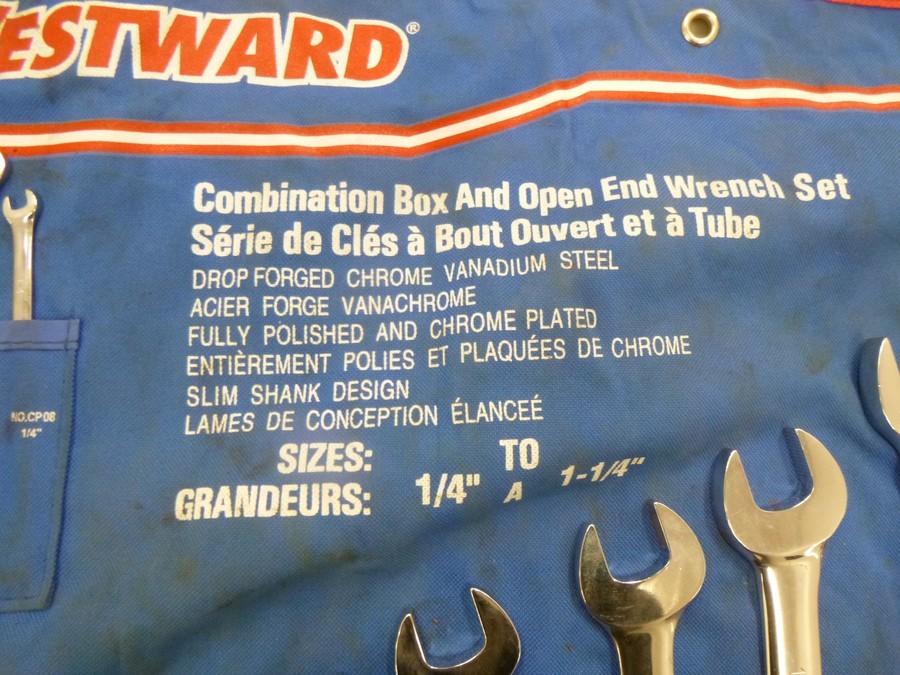 ESTWARD®
Combination Box And Open End Wrench Set
Série de Clés à Bout Ouvert et à Tube
DROP FORGED CHROME VANADIUM STEEL
ACIER FORGE VANACHROME
FULLY POLISHED AND CHROME PLATED
ENTIÈREMENT POLIES ET PLAQUÉES DE CHROME
SLIM SHANK DESIGN
LAMES DE CONCEPTION ÉLANCEÉ
SIZES: TO
GRANDEURS: 1/4" A 1-1/4"
NO.CP08
1/4"